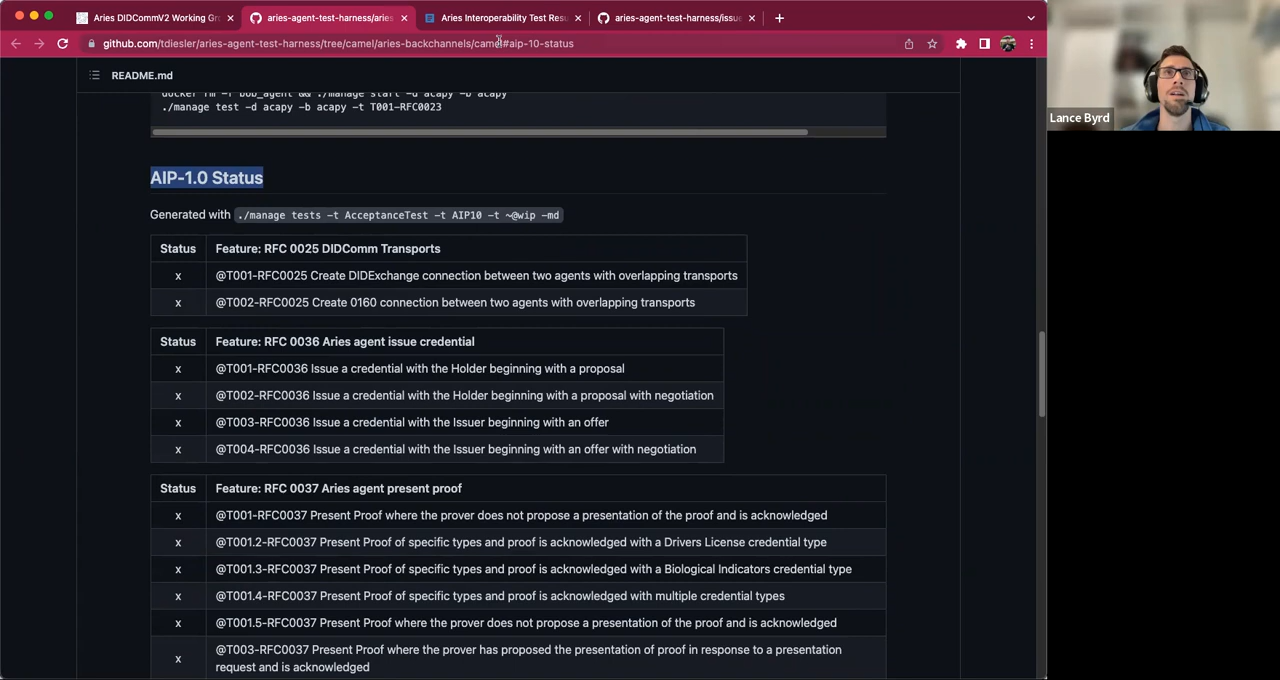 Aries DIDCommV2 Working Gr
aries-agent-test-harness/aries
Aries Interoperability Test Resu
aries-agent-test-harness/issue
github.com/tdiesler/aries-agent-test-harness/tree/camel/aries-backchannels/camel#aip-10-status
README.md
docker rm -f bob_agent && ./manage start -d acapy -b acapy
./manage test -d acapy -b acapy -t T001-RFC0023
AIP-1.0 Status
Generated with ./manage tests -t AcceptanceTest -t AIP10 -t ~@wip -md
Status Feature: RFC 0025 DIDComm Transports
x @T001-RFC0025 Create DIDExchange connection between two agents with overlapping transports
x @T002-RFC0025 Create 0160 connection between two agents with overlapping transports
Status Feature: RFC 0036 Aries agent issue credential
x @T001-RFC0036 Issue a credential with the Holder beginning with a proposal
x @T002-RFC0036 Issue a credential with the Holder beginning with a proposal with negotiation
x @T003-RFC0036 Issue a credential with the Issuer beginning with an offer
x @T004-RFC0036 Issue a credential with the Issuer beginning with an offer with negotiation
Status Feature: RFC 0037 Aries agent present proof
x @T001-RFC0037 Present Proof where the prover does not propose a presentation of the proof and is acknowledged
x @T001.2-RFC0037 Present Proof of specific types and proof is acknowledged with a Drivers License credential type
x @T001.3-RFC0037 Present Proof of specific types and proof is acknowledged with a Biological Indicators credential type
x @T001.4-RFC0037 Present Proof of specific types and proof is acknowledged with multiple credential types
x @T001.5-RFC0037 Present Proof where the prover does not propose a presentation of the proof and is acknowledged
x @T003-RFC0037 Present Proof where the prover has proposed the presentation of proof in response to a presentation
request and is acknowledged
Lance Byrd